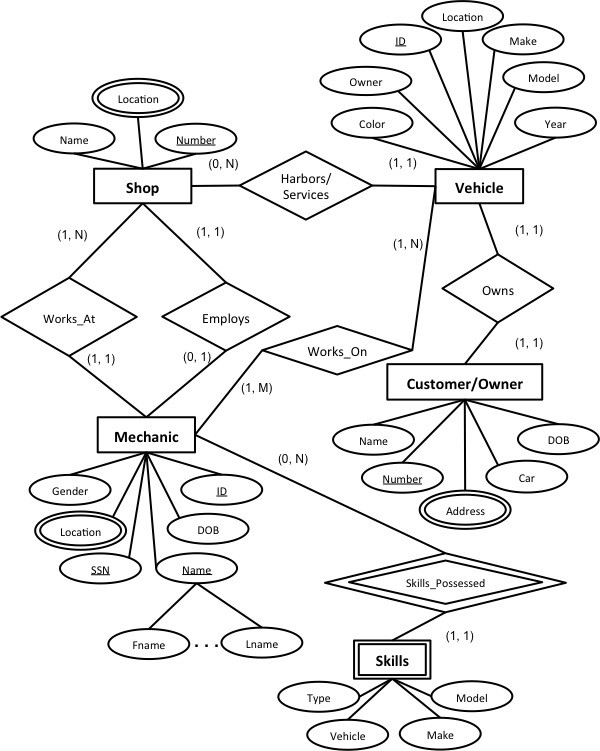 Location
ID
Make
Owner
Model
Location
Color
Year
Name
Number
(0, N)
(1, 1)
Shop
Harbors/
Services
Vehicle
(1, N)
(1, 1)
(1, N)
(1, 1)
Works_At
Employs
Owns
(1, 1)
(0, 1)
Works_On
(1, 1)
(1, M)
Customer/Owner
Mechanic
Name
DOB
(0, N)
Number
Car
Gender
ID
Address
Location
DOB
SSN
Name
Skills_Possessed
Fname
. . .
Lname
(1, 1)
Skills
Type
Model
Vehicle
Make